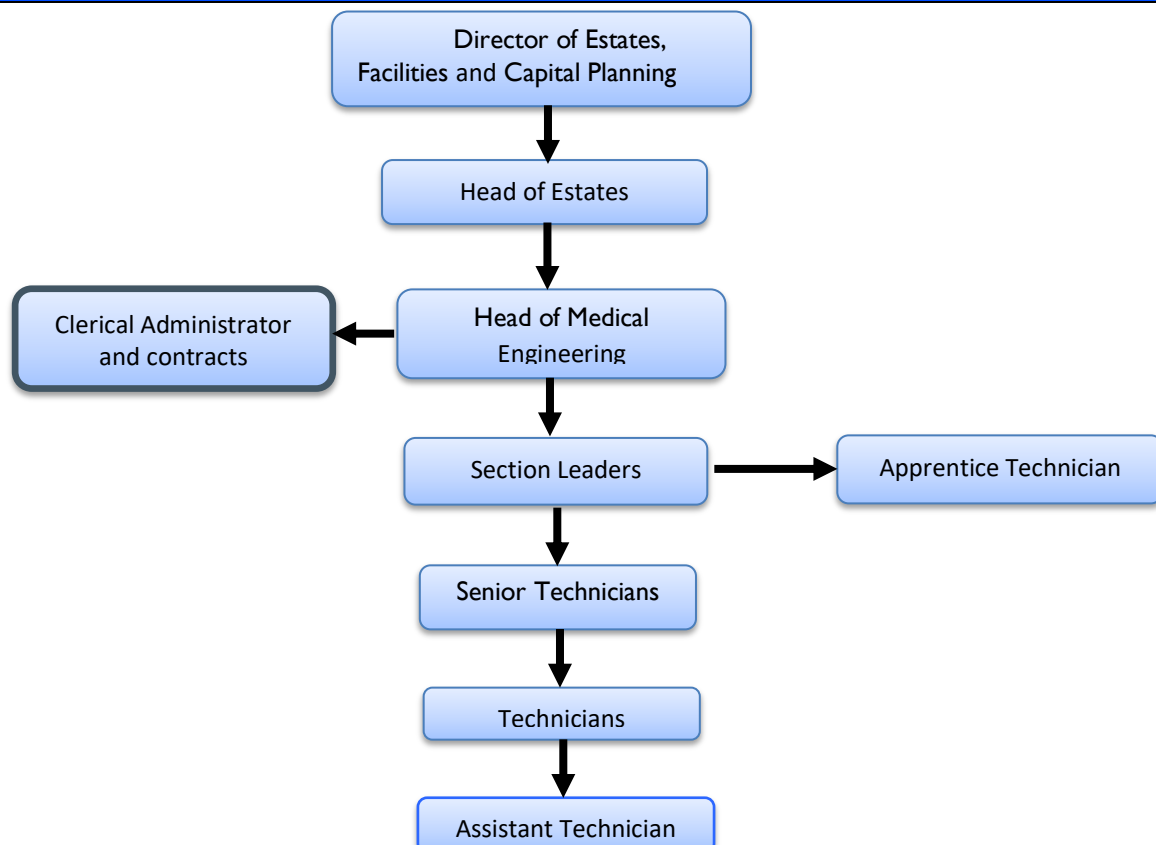 Director of Estates,
Facilities and Capital Planning
Head of Estates
Head of Medical
Engineering
Clerical Administrator
and contracts
Section Leaders
Apprentice Technician
Senior Technicians
Technicians
Assistant Technician